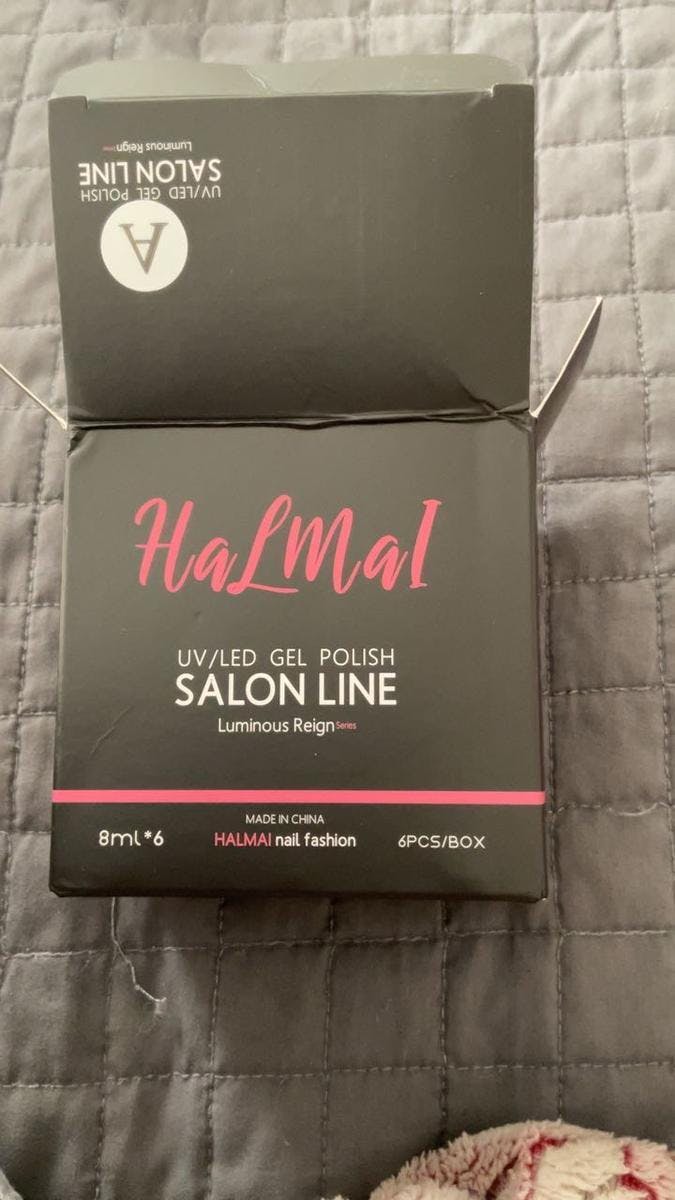 Luminous Reign Series
SALON LINE
UV/LED GEL POLISH
A
HaLMaI
UV/LED GEL POLISH
SALON LINE
Luminous Reign Series
MADE IN CHINA
8ml*6 HALMAI nail fashion 6PCS/BOX